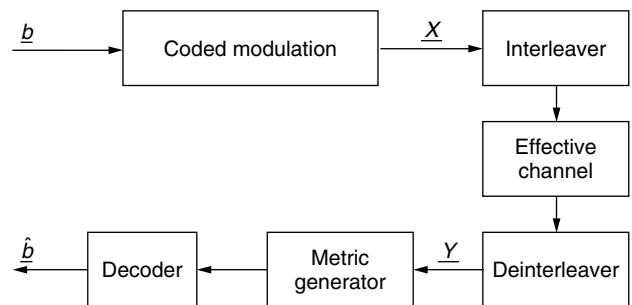 b
Coded modulation
X
Interleaver
Effective
channel
b̂
Decoder
Metric
generator
Y
Deinterleaver